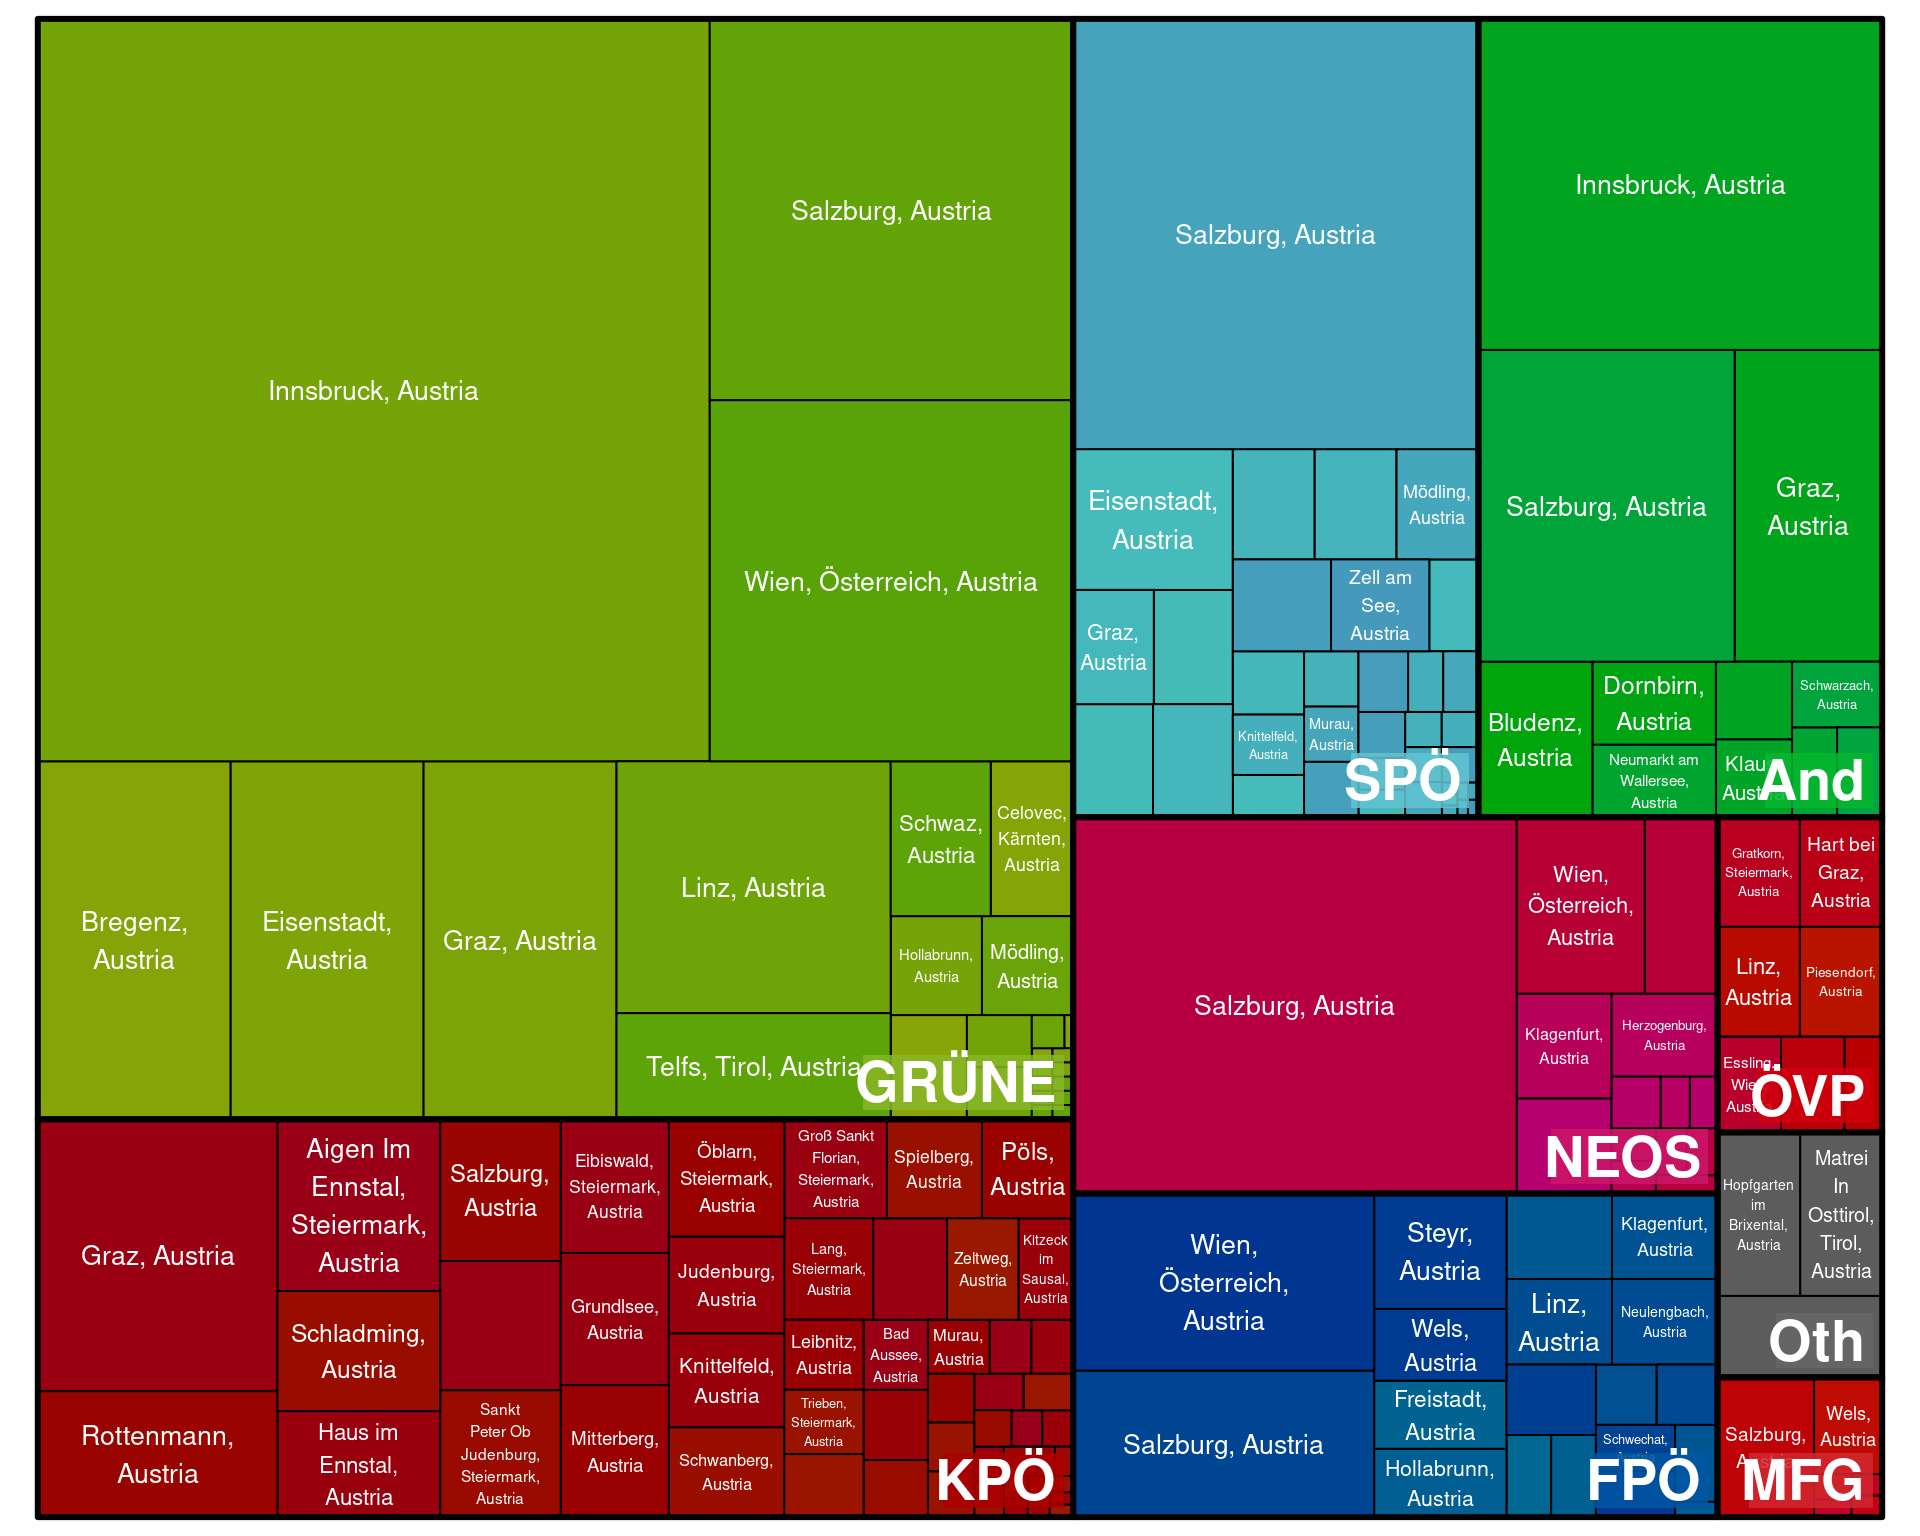 Innsbruck, Austria
Salzburg, Austria
Wien, Österreich, Austria
Bregenz,
Austria
Eisenstadt,
Austria
Graz, Austria
Linz, Austria
Telfs, Tirol, Austria
Schwaz,
Austria
Celovec,
Kärnten,
Austria
Hollabrunn,
Austria
Mödling,
Austria
GRÜNE
Salzburg, Austria
Eisenstadt,
Austria
Graz,
Austria
Mödling,
Austria
Zell am
See,
Austria
Knittelfeld,
Austria
Murau,
Austria
SPÖ
Innsbruck, Austria
Salzburg, Austria
Graz,
Austria
Bludenz,
Austria
Dornbirn,
Austria
Neumarkt am
Wallersee,
Austria
Schwarzach,
Austria
And
Graz, Austria
Rottenmann,
Austria
Aigen Im
Ennstal,
Steiermark,
Austria
Schladming,
Austria
Haus im
Ennstal,
Austria
Salzburg,
Austria
Sankt
Peter Ob
Judenburg,
Steiermark,
Austria
Eibiswald,
Steiermark,
Austria
Grundlsee,
Austria
Mitterberg,
Austria
Öblarn,
Steiermark,
Austria
Judenburg,
Austria
Knittelfeld,
Austria
Schwanberg,
Austria
Groß Sankt
Florian,
Steiermark,
Austria
Spielberg,
Austria
Pöls,
Austria
Lang,
Steiermark,
Austria
Zeltweg,
Austria
Kitzeck
im
Sausal,
Austria
Leibnitz,
Austria
Bad
Aussee,
Austria
Murau,
Austria
Trieben,
Steiermark,
Austria
KPÖ
Salzburg, Austria
Wien,
Österreich,
Austria
Klagenfurt,
Austria
Herzogenburg,
Austria
NEOS
Gratkorn,
Steiermark,
Austria
Hart bei
Graz,
Austria
Linz,
Austria
Piesendorf,
Austria
Essling,
ÖVP
Wien,
Österreich,
Austria
Salzburg, Austria
Steyr,
Austria
Wels,
Austria
Freistadt,
Austria
Hollabrunn,
Austria
Klagenfurt,
Austria
Linz,
Austria
Neulengbach,
Austria
Schwechat,
FPÖ
Hopfgarten
im
Brixental,
Austria
Matrei
In
Osttirol,
Tirol,
Austria
Oth
Salzburg,
Wels,
Austria
MFG